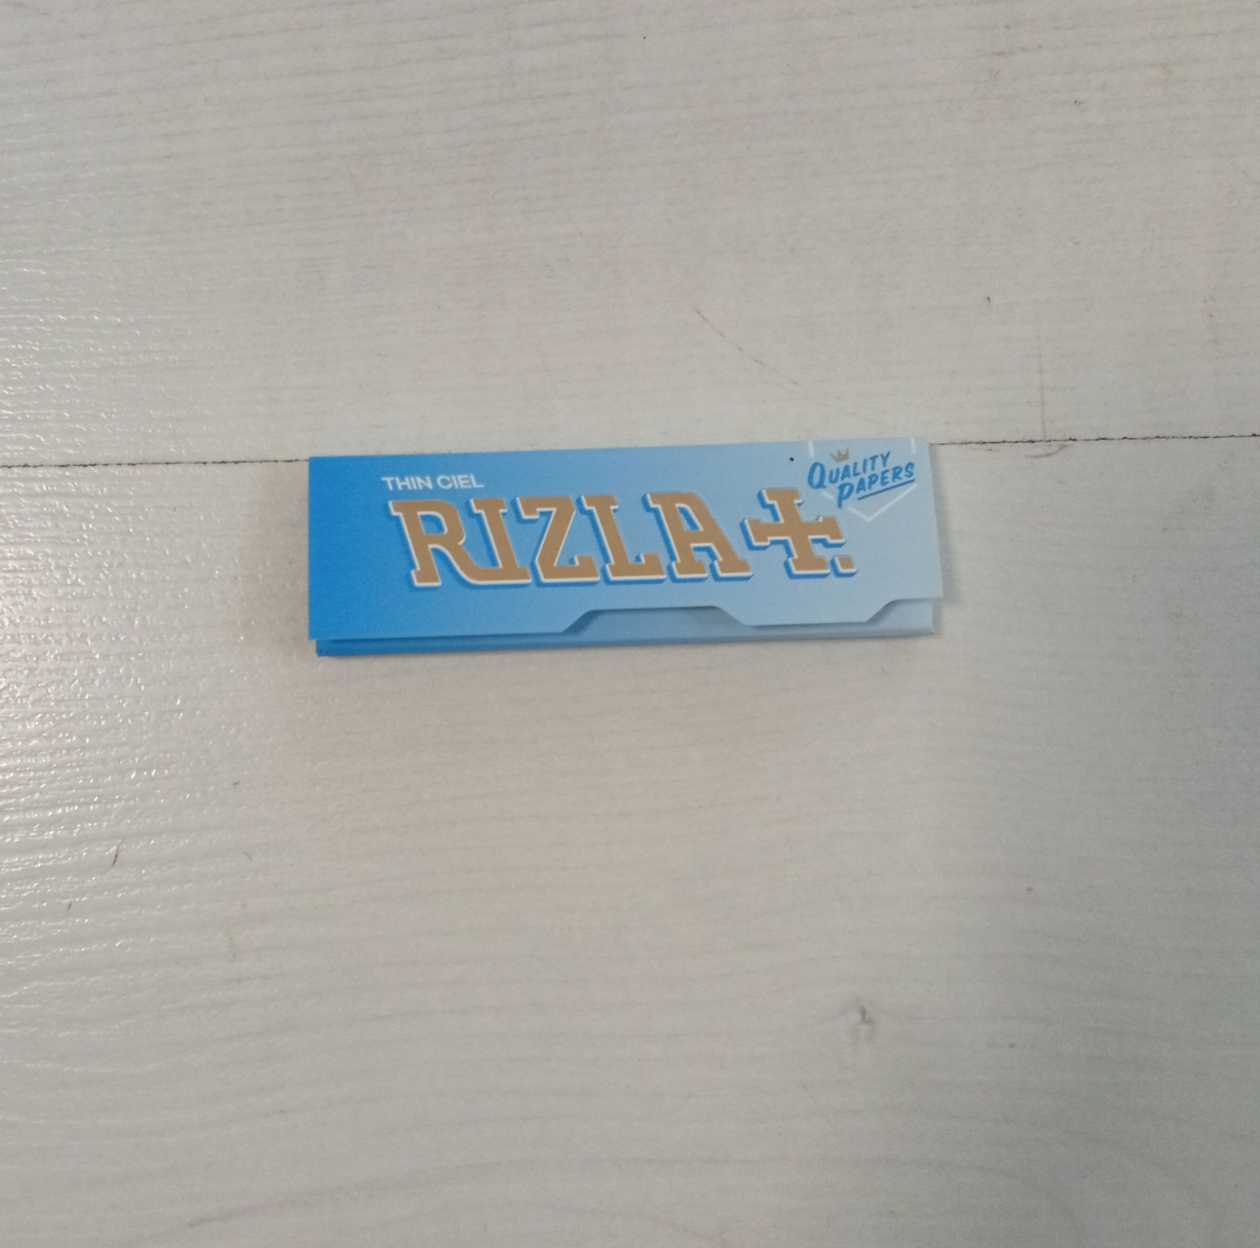 THIN CIEL
RIZLA+.
QUALITY
PAPERS